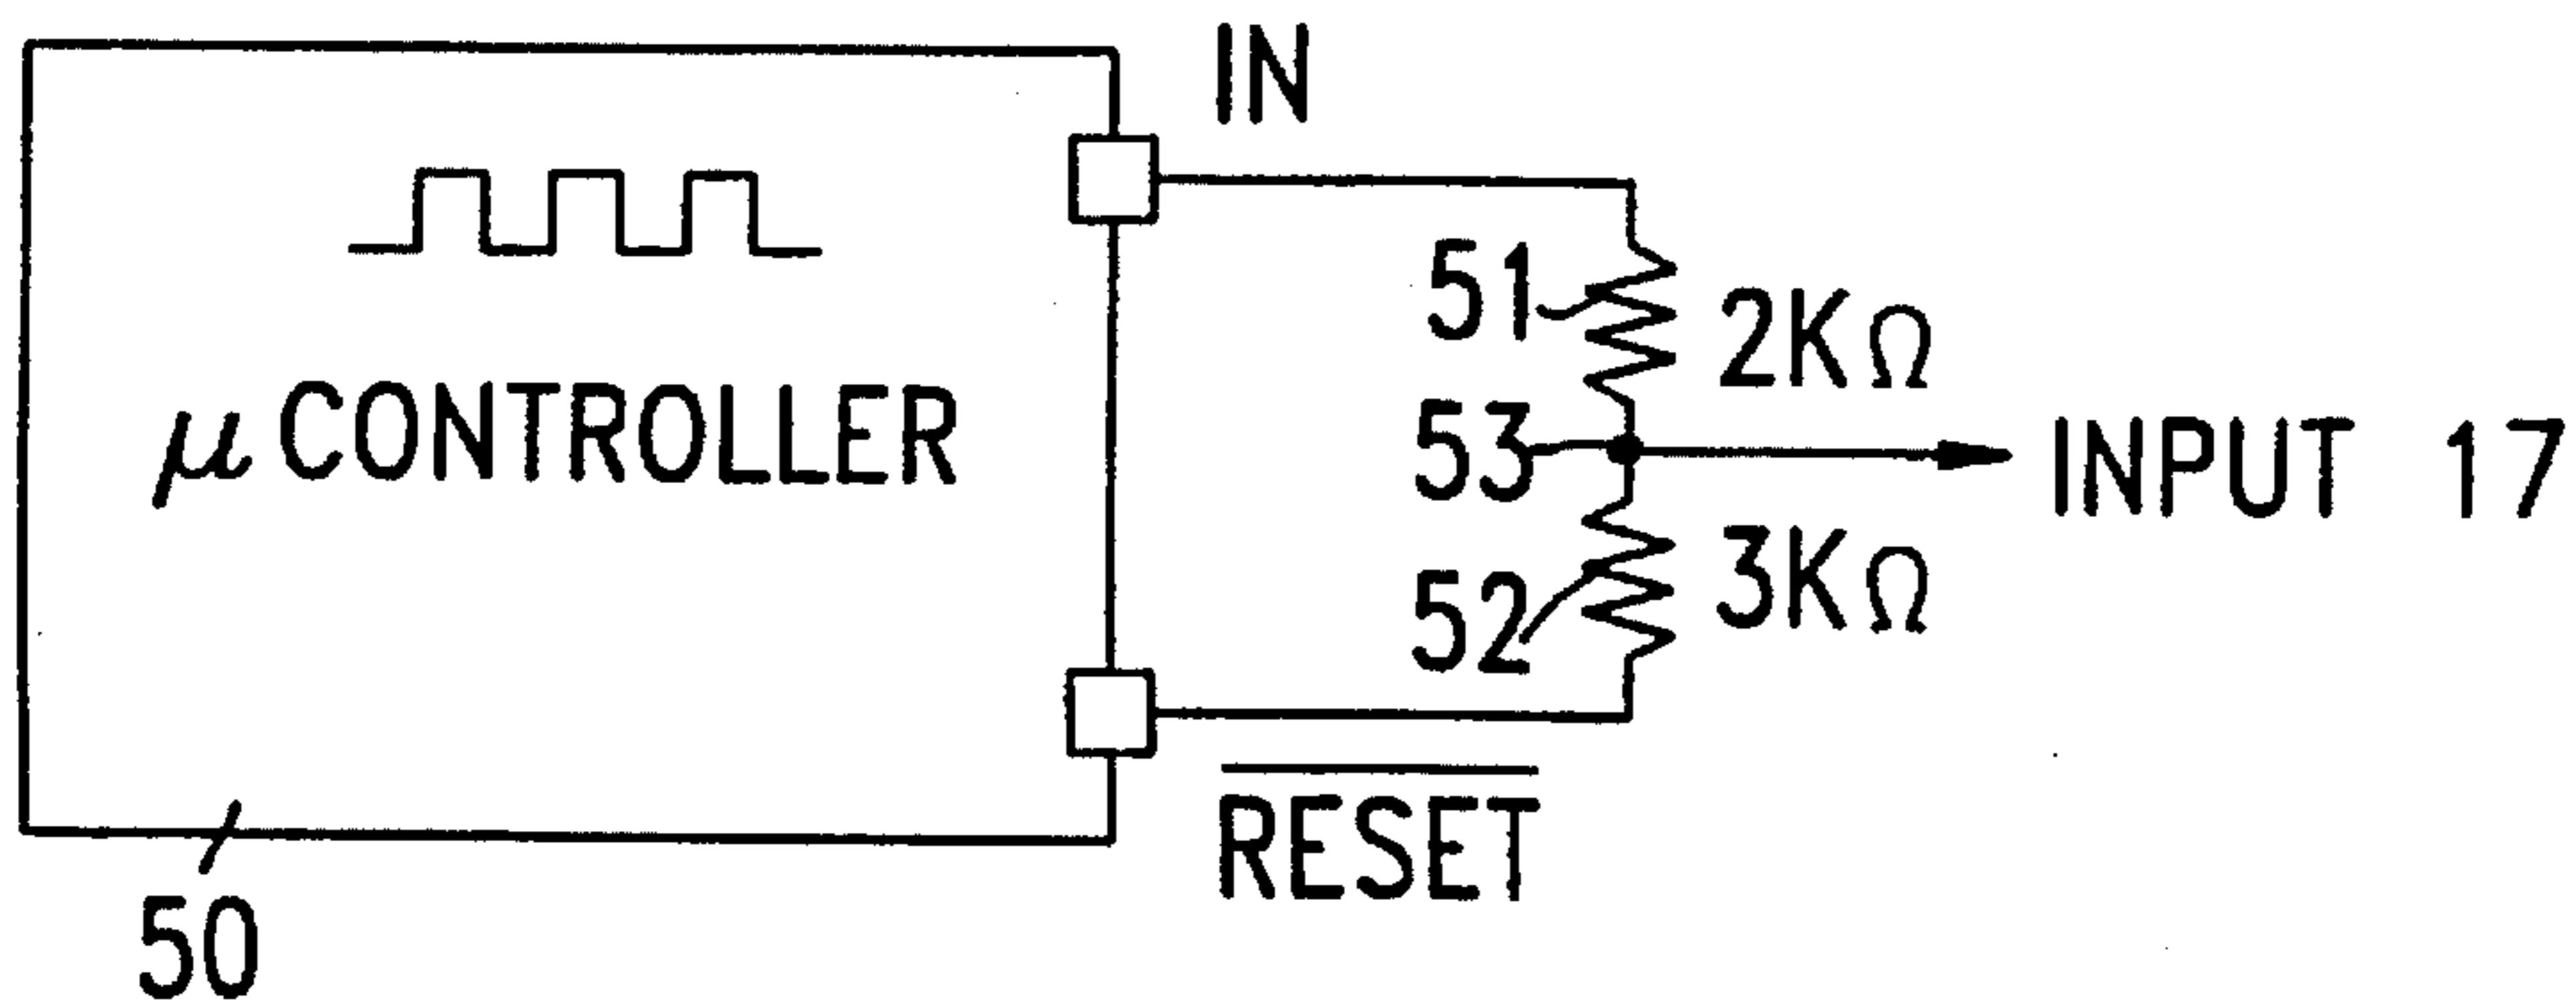 IN
51
2KΩ
μCONTROLLER
53
INPUT 17
52
3KΩ
RESET
50